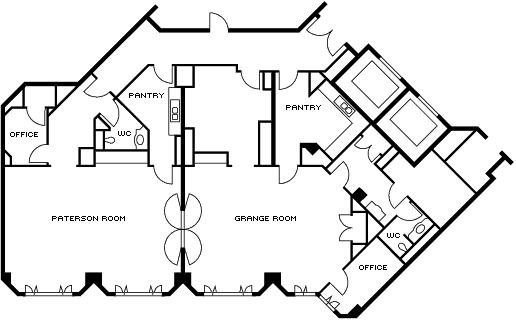 PANTRY
PANTRY
OFFICE
WC
PATERSON ROOM
GRANGE ROOM
WC
OFFICE